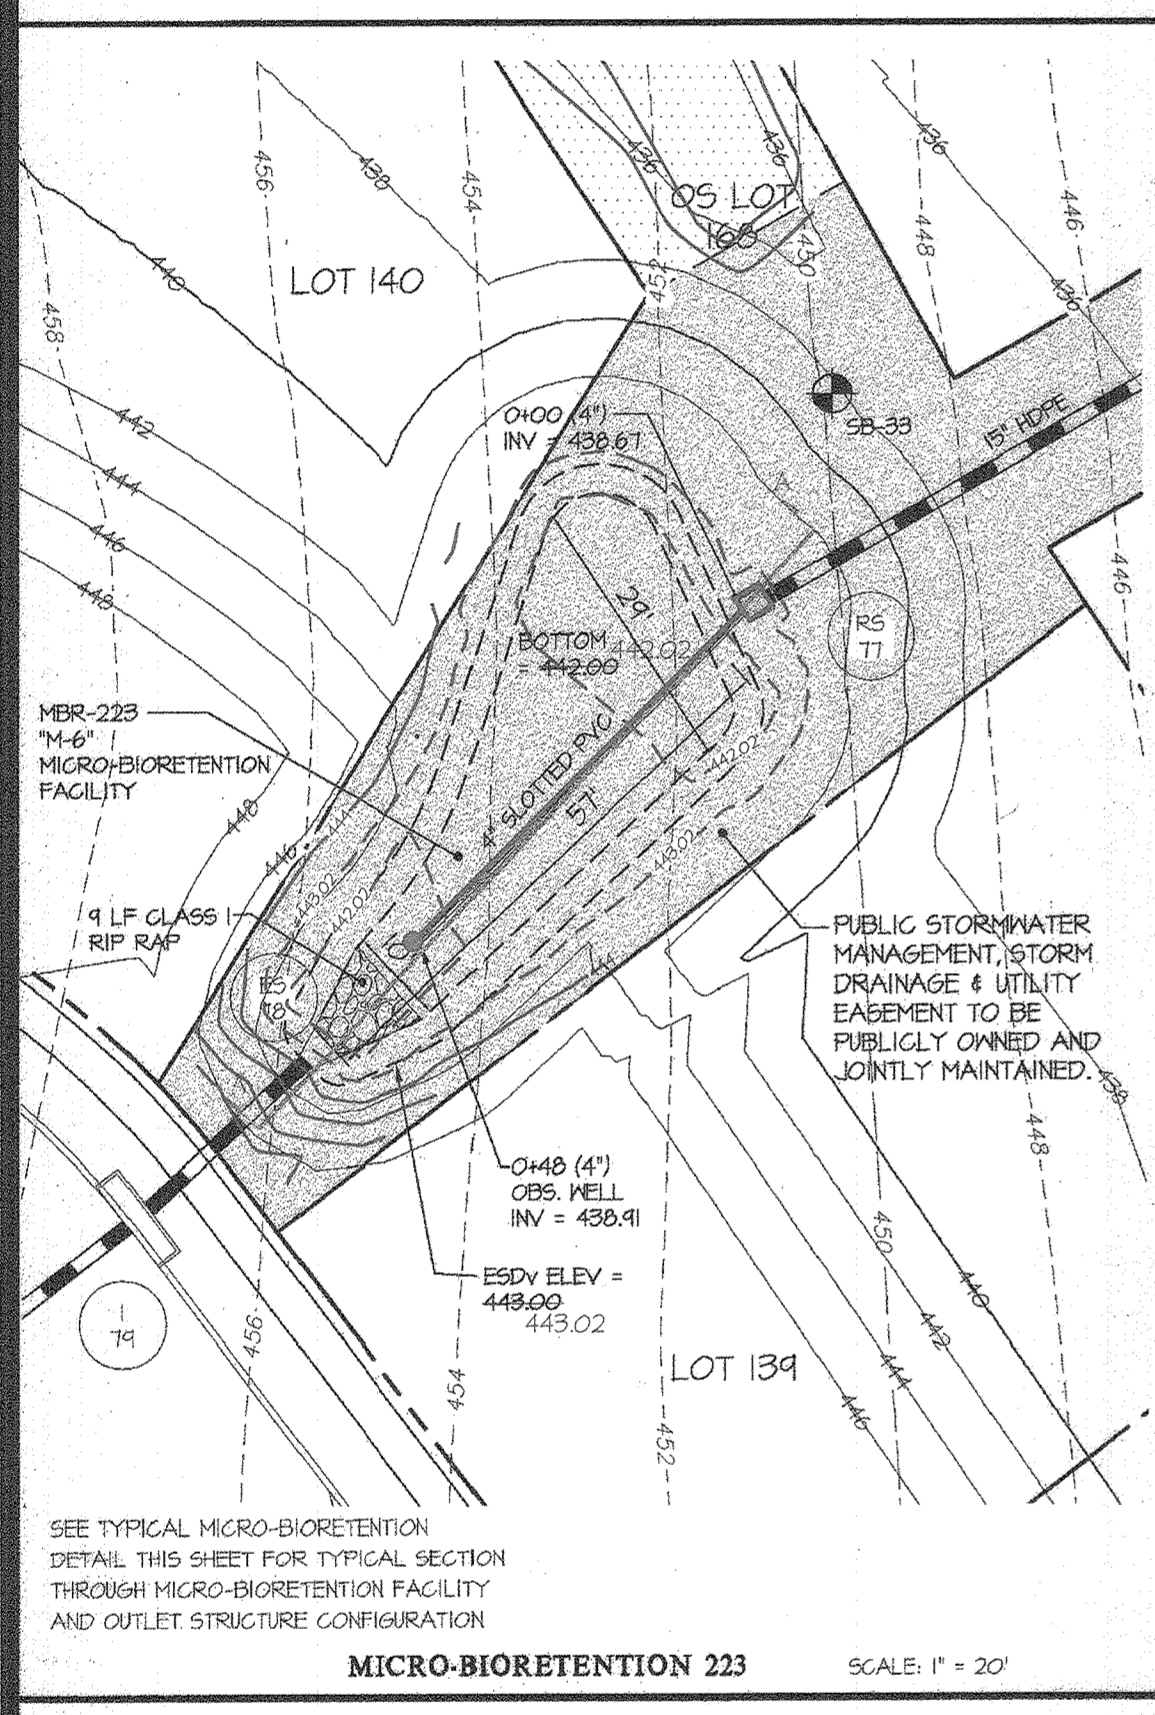 OS LOT
168
LOT 140
456
438
454
436
436
436
448
446
440
458
452
450
436
442
444
446
448
0+00 (4")
INV = 438.67
SB-33
15" HDPE
A
29'
BOTTOM 442.02
= 442.00
RS
77
446
MBR-223
"M-6"
MICRO-BIORETENTION
FACILITY
4" SLOTTED PVC
57'
442.02
443.02
448
446
444
443.02
442.02
9 LF CLASS I
RIP RAP
ES
78
CO
444
PUBLIC STORMWATER
MANAGEMENT, STORM
DRAINAGE & UTILITY
EASEMENT TO BE
PUBLICLY OWNED AND
JOINTLY MAINTAINED.
438
448
0+48 (4")
OBS. WELL
INV = 438.91
ESDv ELEV =
443.00
443.02
I
79
456
454
452
450
LOT 139
440
442
444
446
SEE TYPICAL MICRO-BIORETENTION
DETAIL THIS SHEET FOR TYPICAL SECTION
THROUGH MICRO-BIORETENTION FACILITY
AND OUTLET STRUCTURE CONFIGURATION
MICRO-BIORETENTION 223
SCALE: 1" = 20'